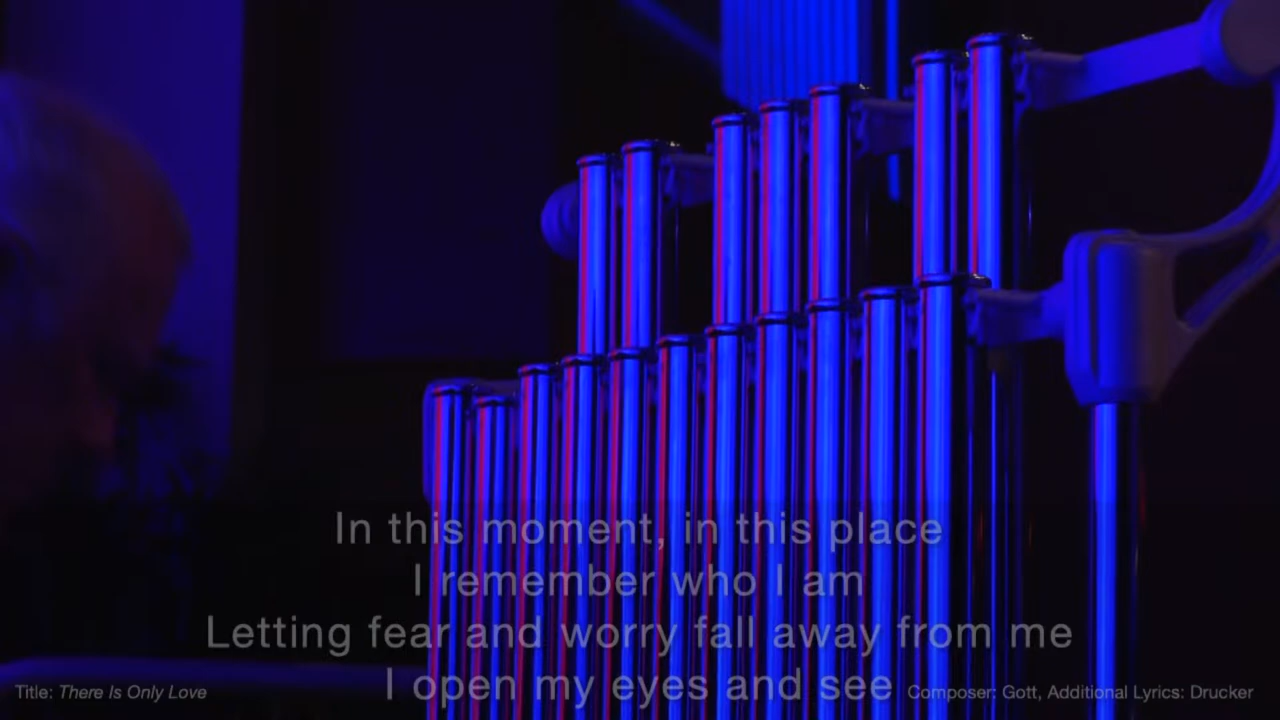 In this moment, in this place
I remember who I am
Letting fear and worry fall away from me
I open my eyes and see
Title: There Is Only Love
Composer: Gott, Additional Lyrics: Drucker